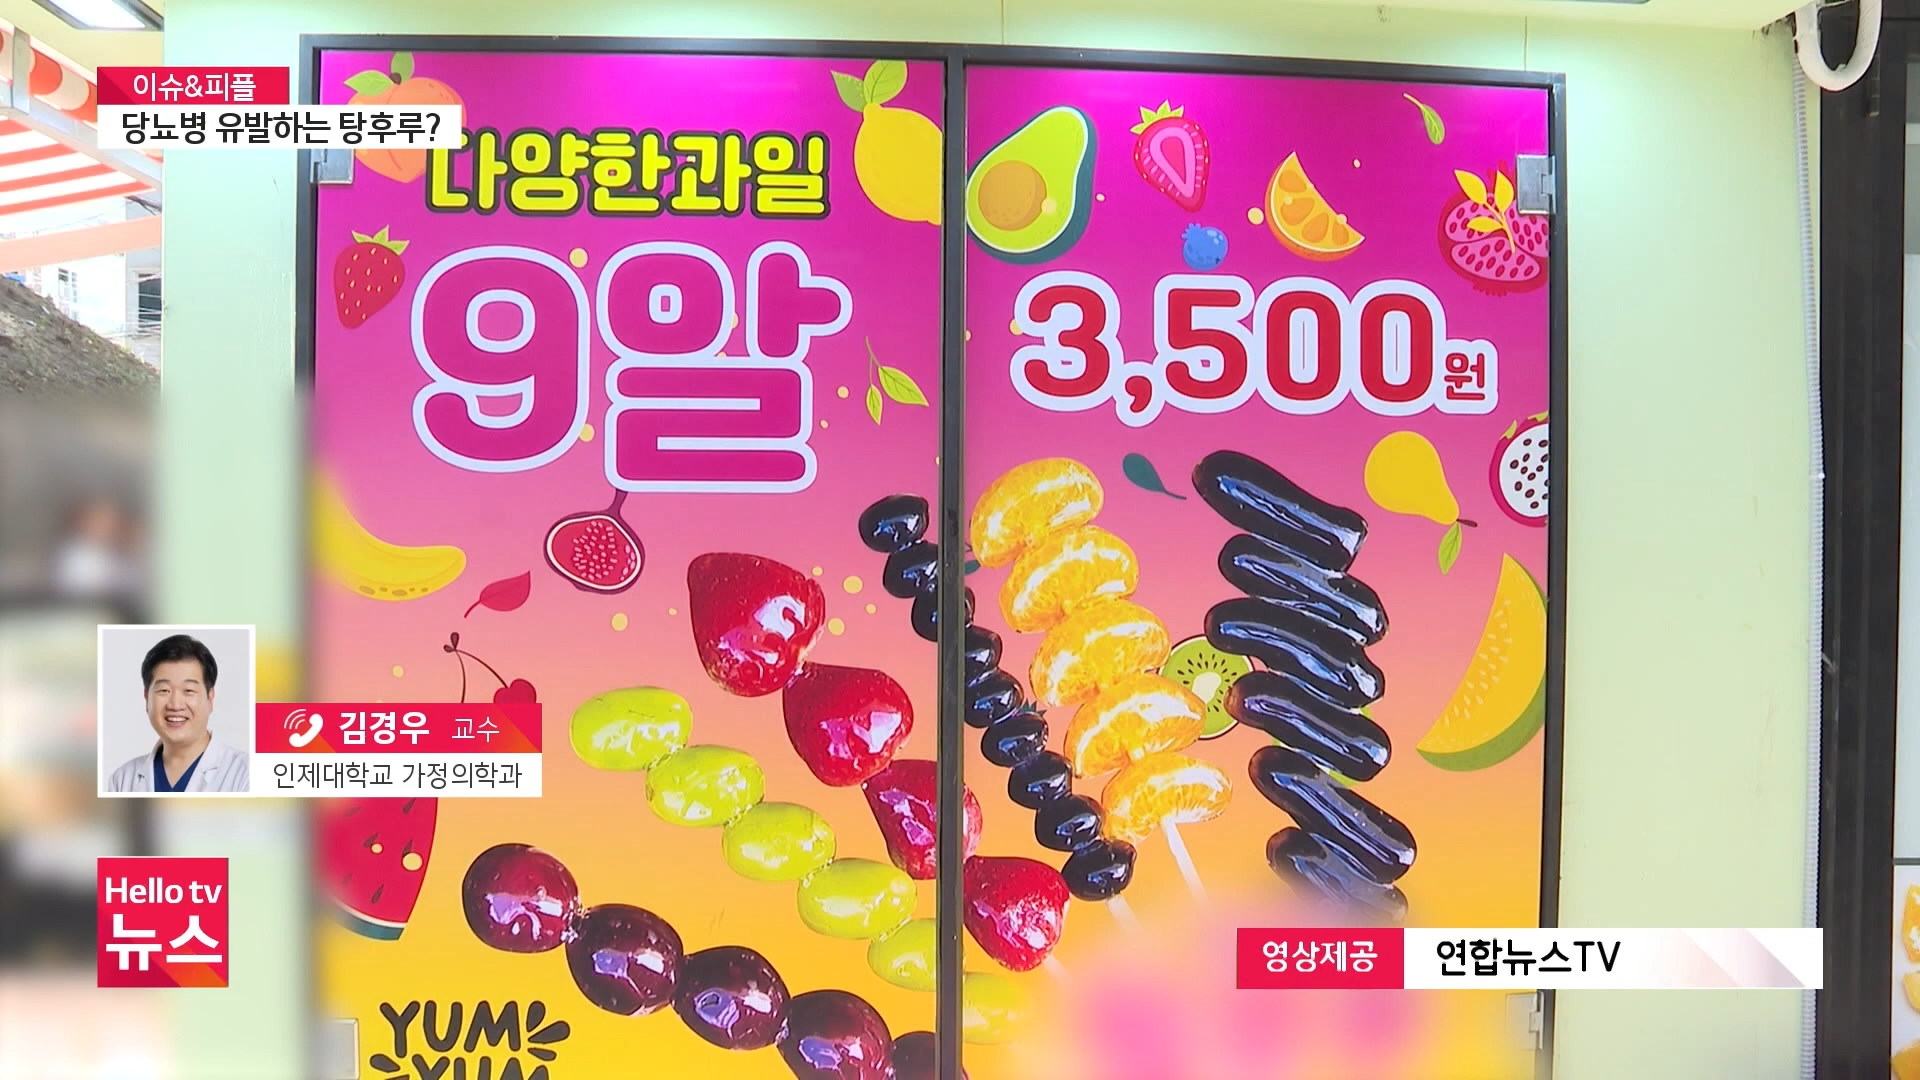 이슈&피플
당뇨병 유발하는 탕후루?
다양한과일
9알
3,500원
김경우 교수
인제대학교 가정의학과
Hello tv
뉴스
YUM
YUM
영상제공 연합뉴스TV